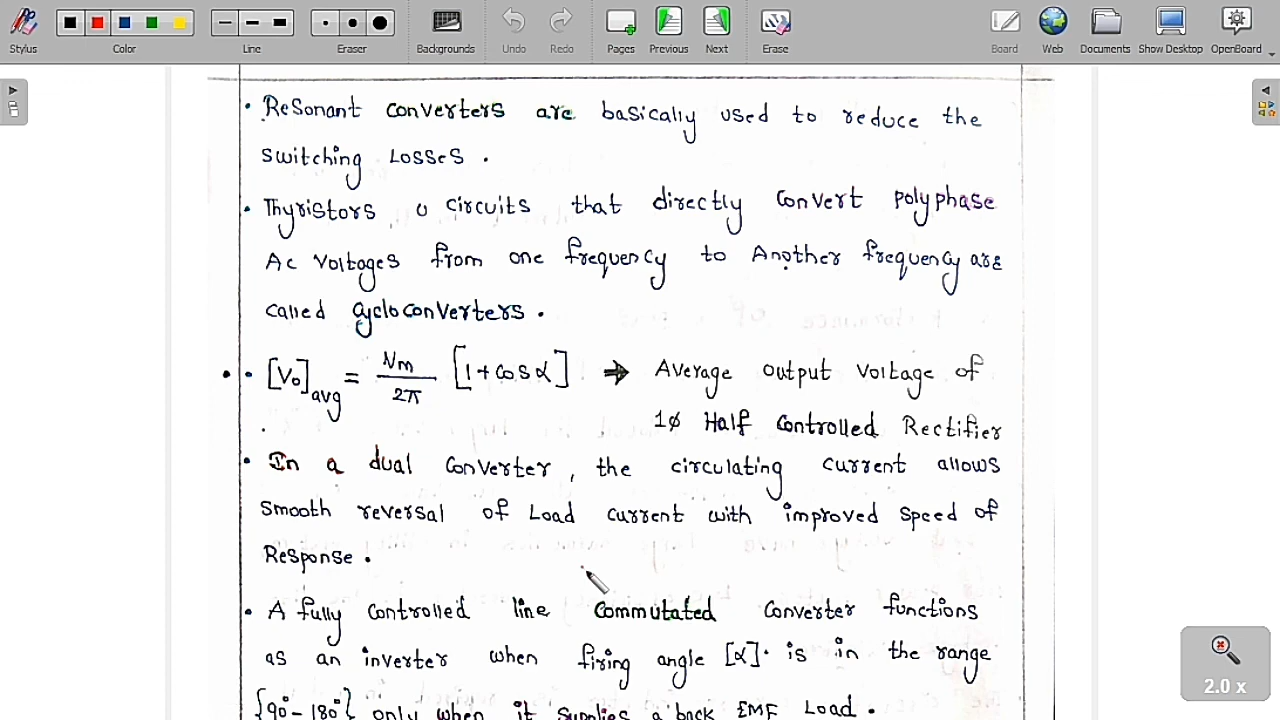 Stylus Color Line Eraser Backgrounds Undo Redo Pages Previous Next Erase Board Web Documents Show Desktop OpenBoard
• Resonant converters are basically used to reduce the
switching Losses .
• Thyristors circuits that directly convert polyphase
Ac voltages from one frequency to Another frequency are
called cycloconverters .
• • [V₀]avg = Vm/2π [1+cosα] → Average output voltage of
1ϕ Half controlled Rectifier
• In a dual converter , the circulating current allows
smooth reversal of Load current with improved speed of
Response .
• A fully controlled line commutated converter functions
as an inverter when firing angle [α] is in the range
{90°-180°} only when it supplies a back EMF Load .
2.0 x